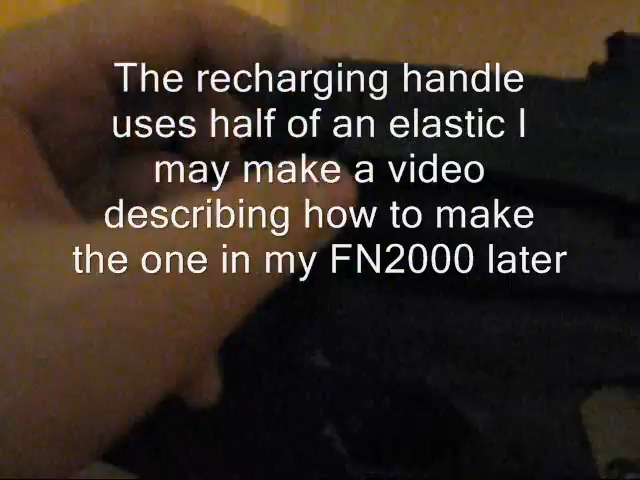 The recharging handle
uses half of an elastic I
may make a video
describing how to make
the one in my FN2000 later